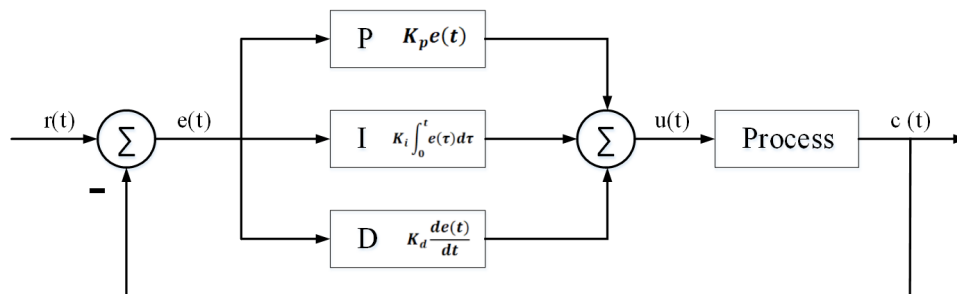 P K_p e(t)
r(t) ∑ e(t) I K_i ∫_0^t e(τ)dτ ∑ u(t) Process c (t)
−
D K_d de(t)/dt